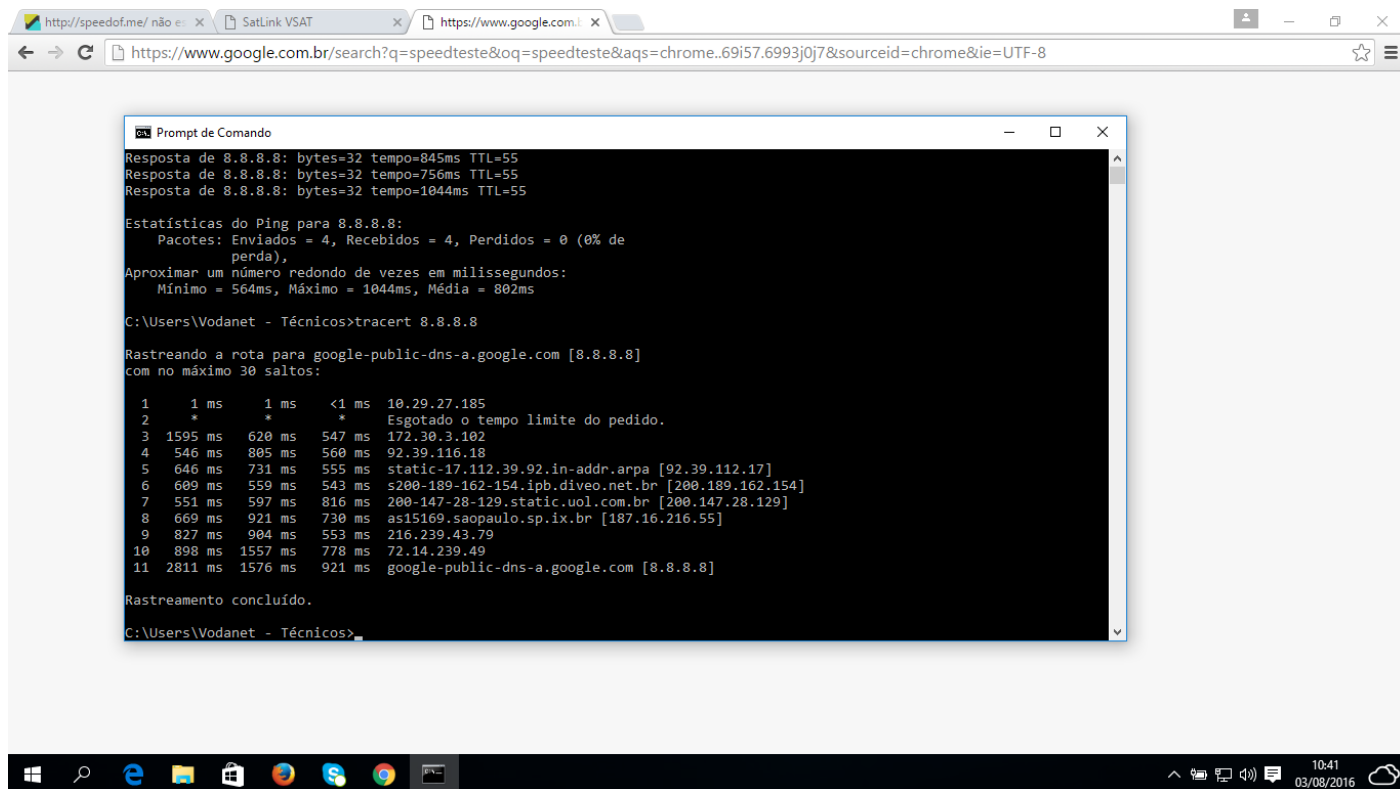 http://speedof.me/ não es
SatLink VSAT
https://www.google.com.b
https://www.google.com.br/search?q=speedteste&oq=speedteste&aqs=chrome..69i57.6993j0j7&sourceid=chrome&ie=UTF-8
Prompt de Comando
Resposta de 8.8.8.8: bytes=32 tempo=845ms TTL=55
Resposta de 8.8.8.8: bytes=32 tempo=756ms TTL=55
Resposta de 8.8.8.8: bytes=32 tempo=1044ms TTL=55
Estatísticas do Ping para 8.8.8.8:
Pacotes: Enviados = 4, Recebidos = 4, Perdidos = 0 (0% de
perda),
Aproximar um número redondo de vezes em milissegundos:
Mínimo = 564ms, Máximo = 1044ms, Média = 802ms
C:\Users\Vodanet - Técnicos>tracert 8.8.8.8
Rastreando a rota para google-public-dns-a.google.com [8.8.8.8]
com no máximo 30 saltos:
1 1 ms 1 ms <1 ms 10.29.27.185
2 * * * Esgotado o tempo limite do pedido.
3 1595 ms 620 ms 547 ms 172.30.3.102
4 546 ms 805 ms 560 ms 92.39.116.18
5 646 ms 731 ms 555 ms static-17.112.39.92.in-addr.arpa [92.39.112.17]
6 609 ms 559 ms 543 ms s200-189-162-154.ipb.diveo.net.br [200.189.162.154]
7 551 ms 597 ms 816 ms 200-147-28-129.static.uol.com.br [200.147.28.129]
8 669 ms 921 ms 730 ms as15169.saopaulo.sp.ix.br [187.16.216.55]
9 827 ms 904 ms 553 ms 216.239.43.79
10 898 ms 1557 ms 778 ms 72.14.239.49
11 2811 ms 1576 ms 921 ms google-public-dns-a.google.com [8.8.8.8]
Rastreamento concluído.
C:\Users\Vodanet - Técnicos>
10:41
03/08/2016